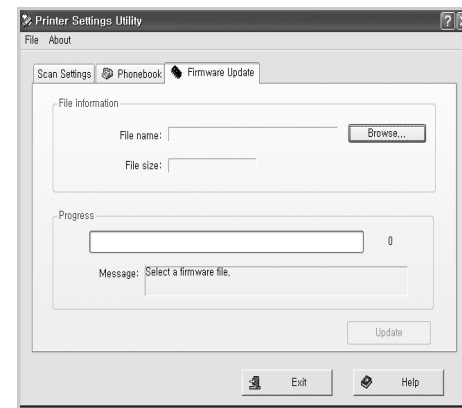 Printer Settings Utility
File About
Scan Settings Phonebook Firmware Update
File information
File name: Browse...
File size:
Progress
0
Message: Select a firmware file.
Update
Exit Help